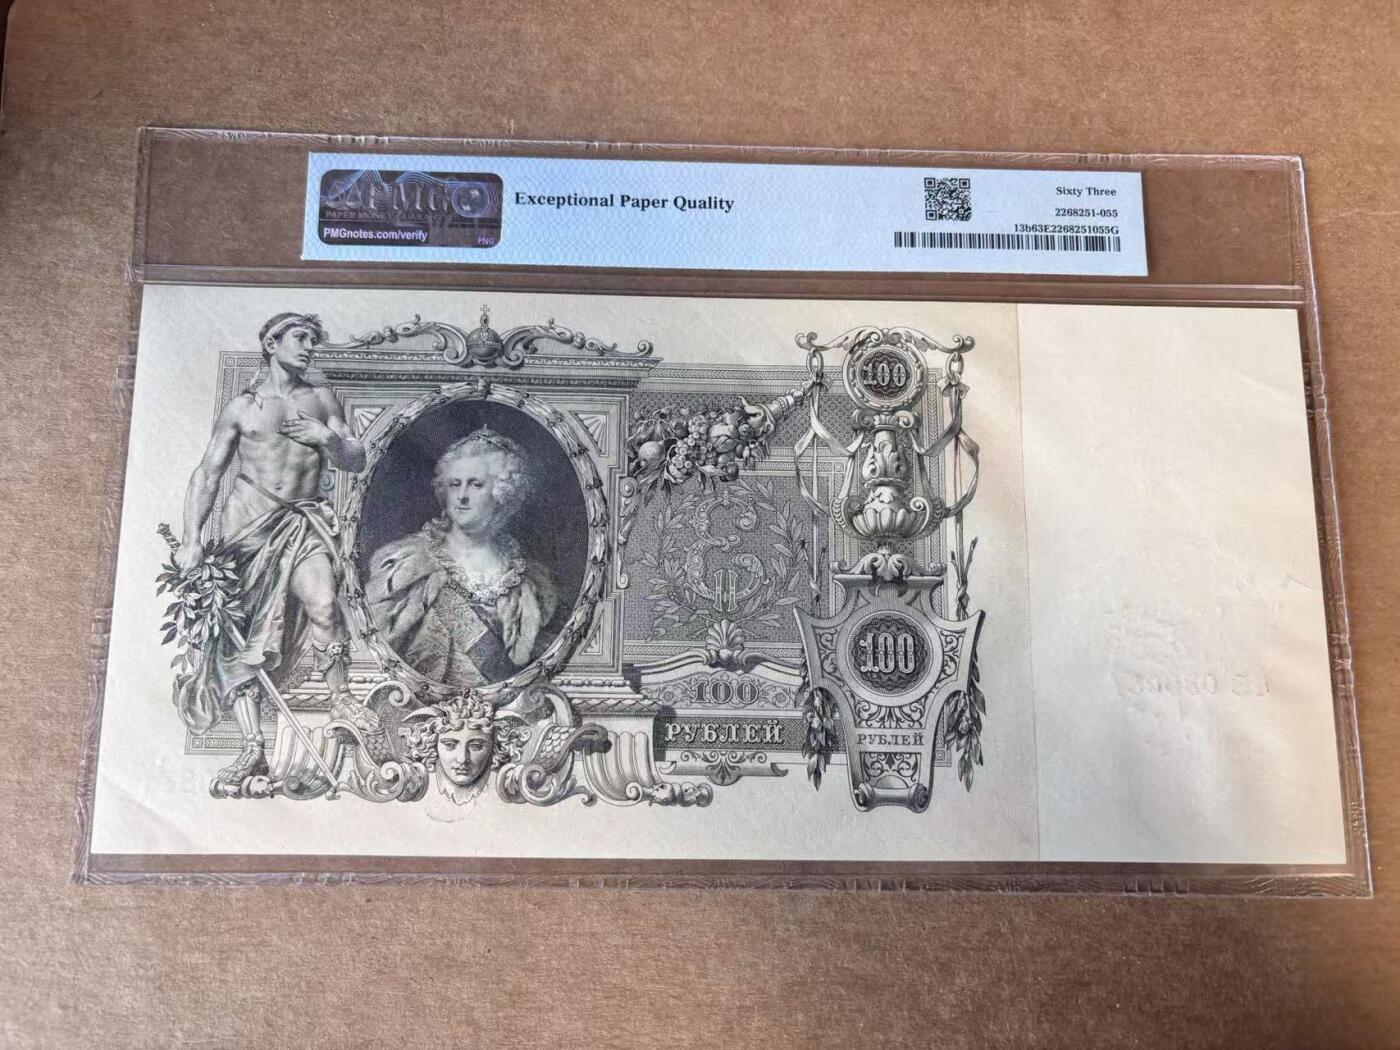 PMG
PAPER MONEY GUARANTY
PMGnotes.com/verify
PNG
Exceptional Paper Quality
Sixty Three
2268251-055
13b63E2268251055G
100
100
100
РУБЛЕЙ
РУБЛЕЙ